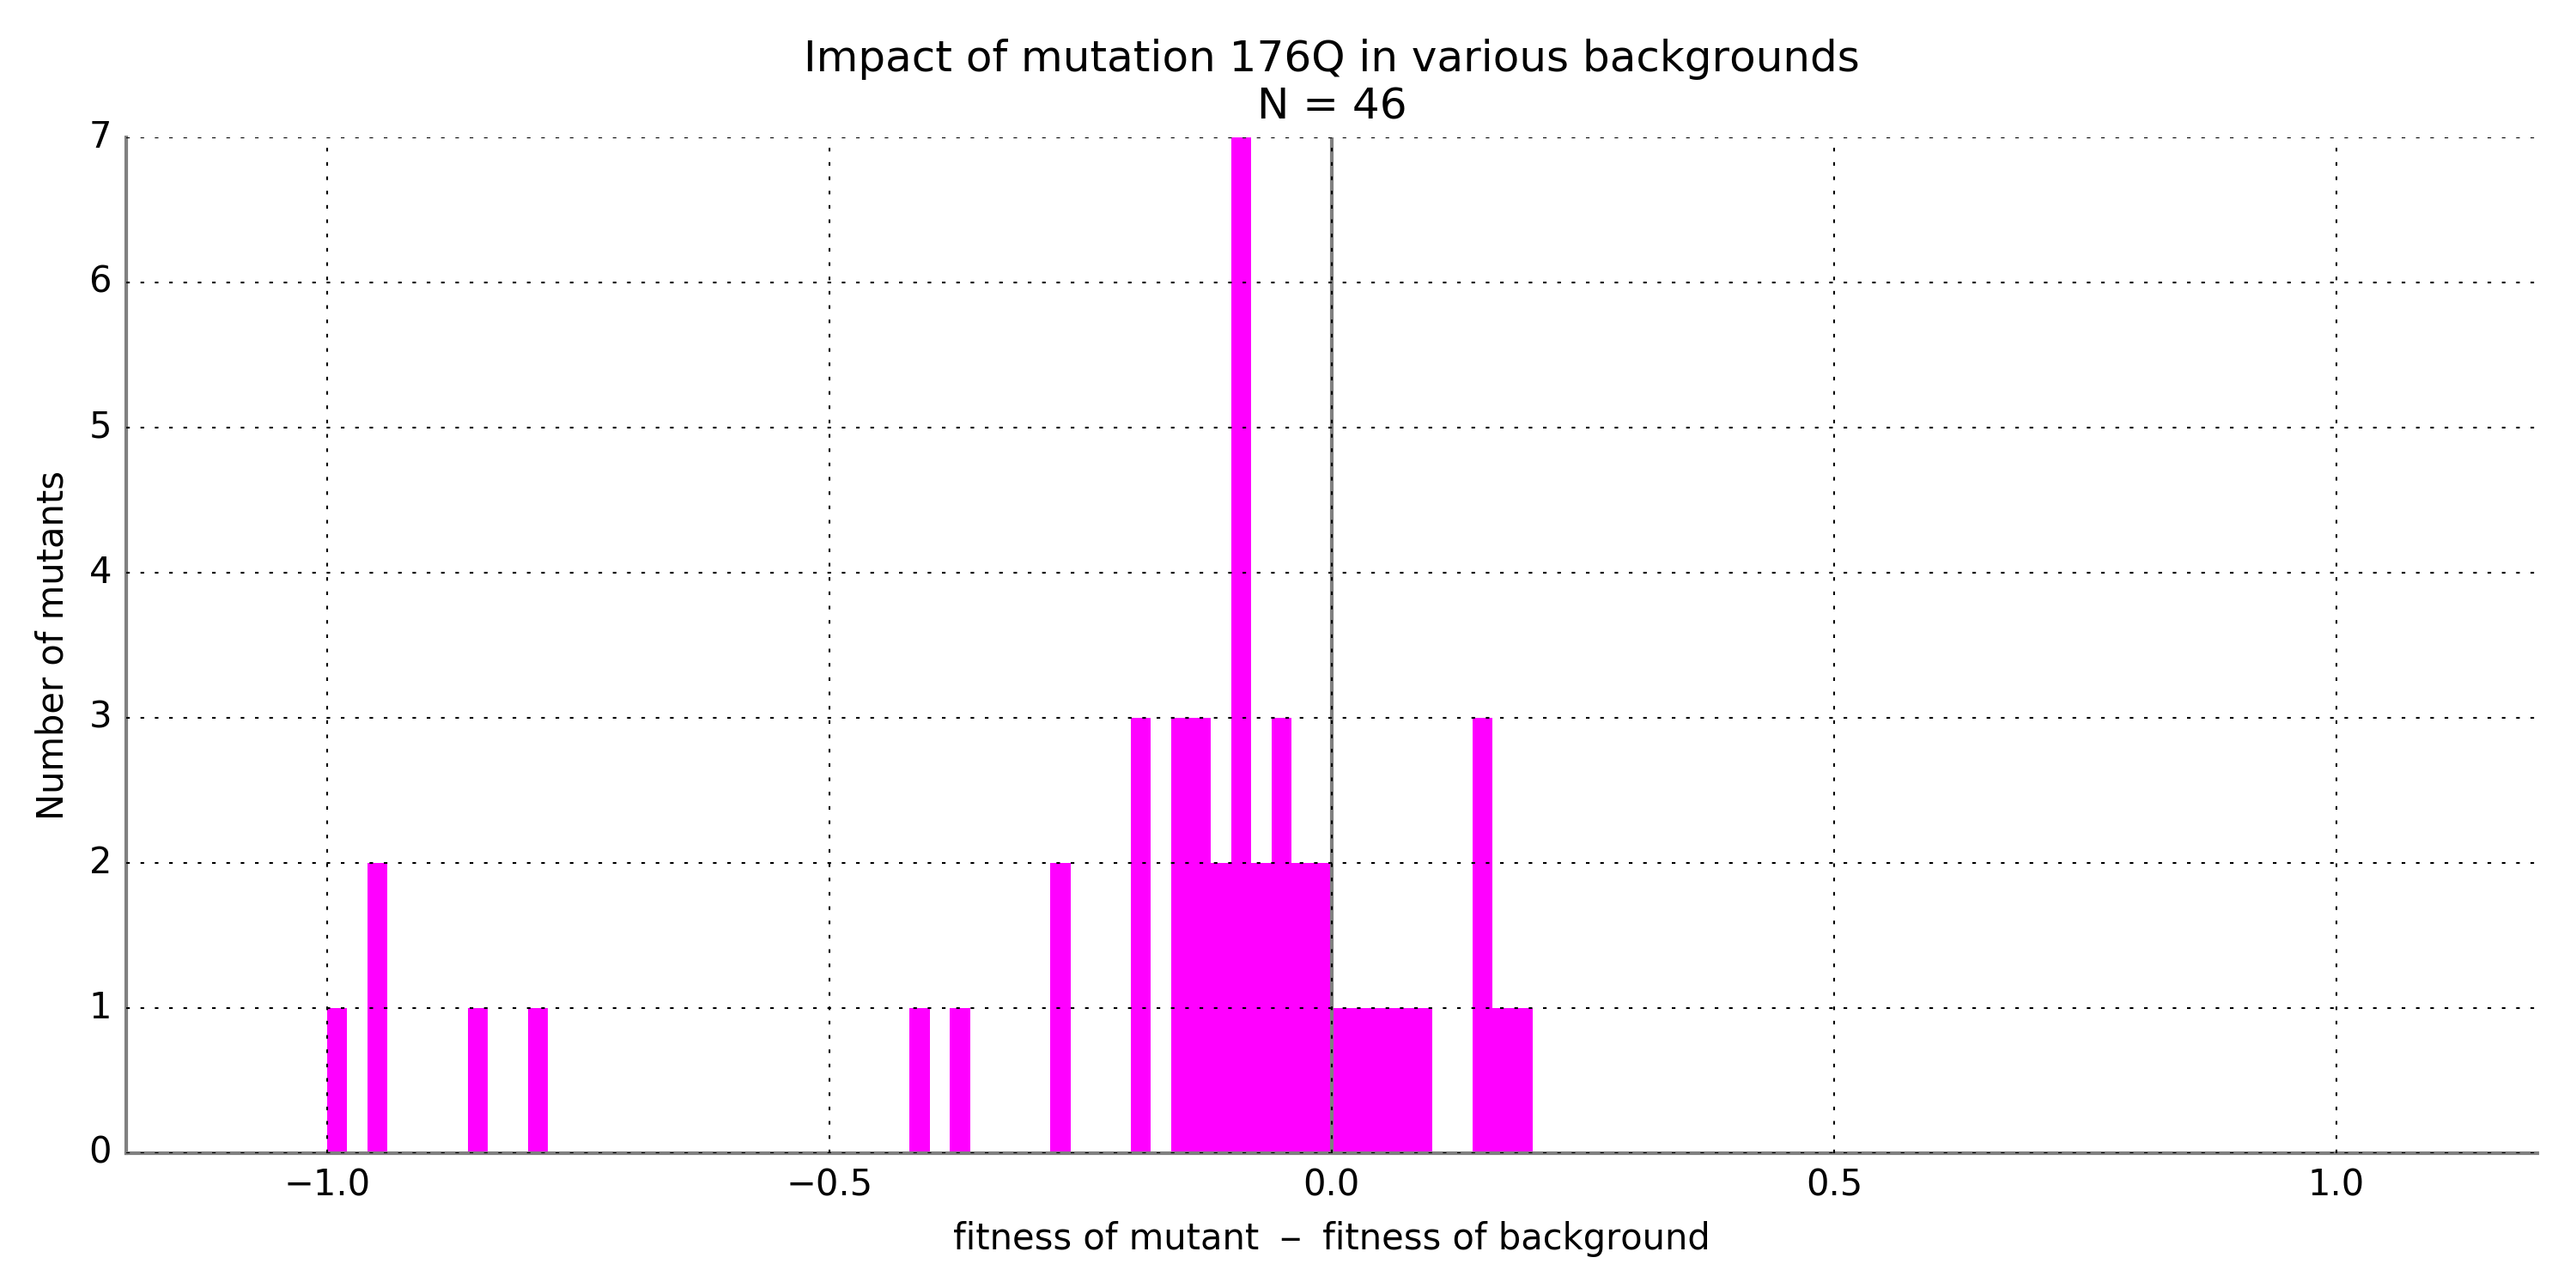 Impact of mutation 176Q in various backgrounds
N = 46
7
6
5
4
3
2
1
0
Number of mutants
−1.0 −0.5 0.0 0.5 1.0
fitness of mutant – fitness of background